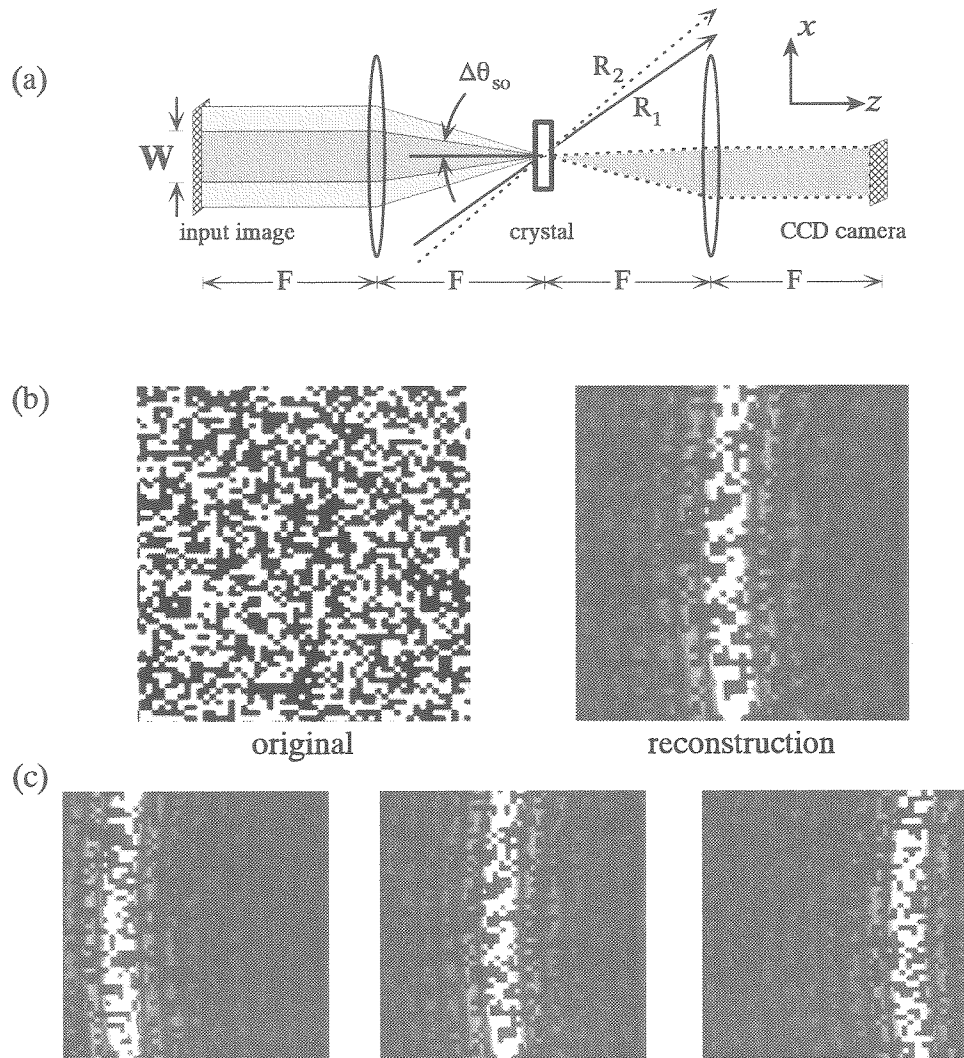 (a)
x
z
Δθso
R2
R1
W
input image
crystal
CCD camera
F
F
F
F
(b)
original
reconstruction
(c)